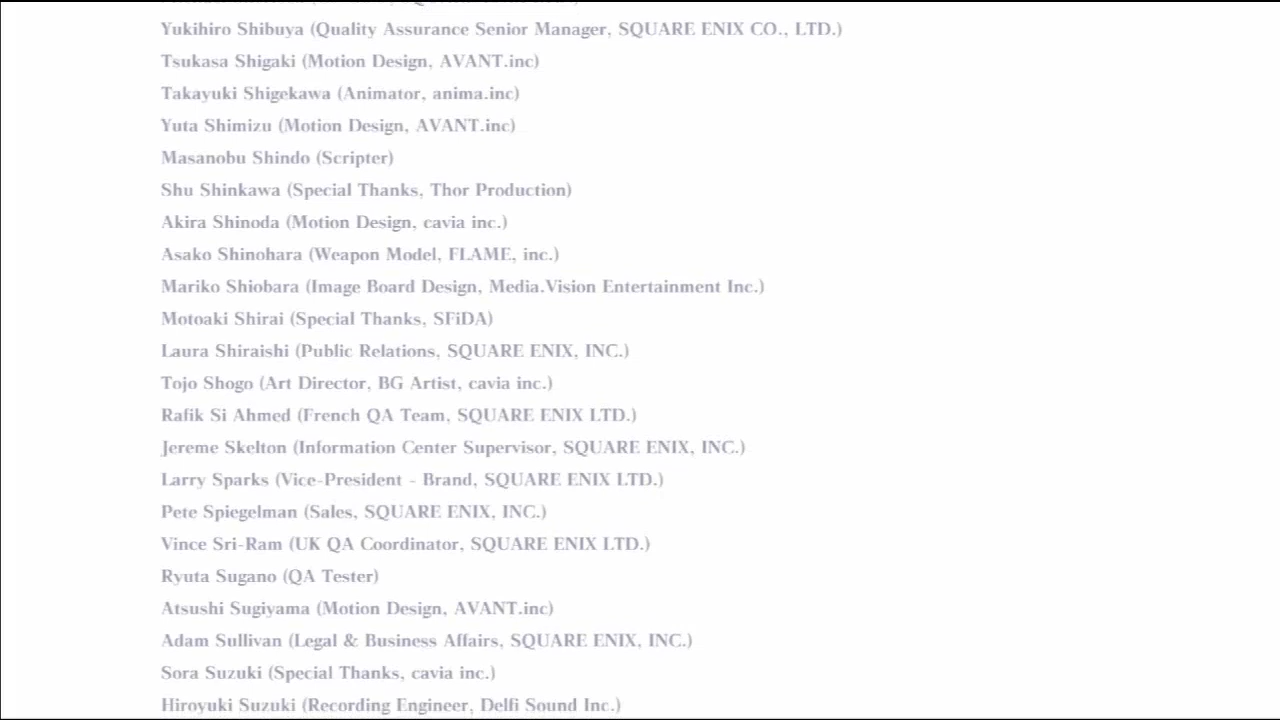 Yukihiro Shibuya (Quality Assurance Senior Manager, SQUARE ENIX CO., LTD.)
Tsukasa Shigaki (Motion Design, AVANT.inc)
Takayuki Shigekawa (Animator, anima.inc)
Yuta Shimizu (Motion Design, AVANT.inc)
Masanobu Shindo (Scripter)
Shu Shinkawa (Special Thanks, Thor Production)
Akira Shinoda (Motion Design, cavia inc.)
Asako Shinohara (Weapon Model, FLAME, inc.)
Mariko Shiobara (Image Board Design, Media.Vision Entertainment Inc.)
Motoaki Shirai (Special Thanks, SFiDA)
Laura Shiraishi (Public Relations, SQUARE ENIX, INC.)
Tojo Shogo (Art Director, BG Artist, cavia inc.)
Rafik Si Ahmed (French QA Team, SQUARE ENIX LTD.)
Jereme Skelton (Information Center Supervisor, SQUARE ENIX, INC.)
Larry Sparks (Vice-President - Brand, SQUARE ENIX LTD.)
Pete Spiegelman (Sales, SQUARE ENIX, INC.)
Vince Sri-Ram (UK QA Coordinator, SQUARE ENIX LTD.)
Ryuta Sugano (QA Tester)
Atsushi Sugiyama (Motion Design, AVANT.inc)
Adam Sullivan (Legal & Business Affairs, SQUARE ENIX, INC.)
Sora Suzuki (Special Thanks, cavia inc.)
Hiroyuki Suzuki (Recording Engineer, Delfi Sound Inc.)